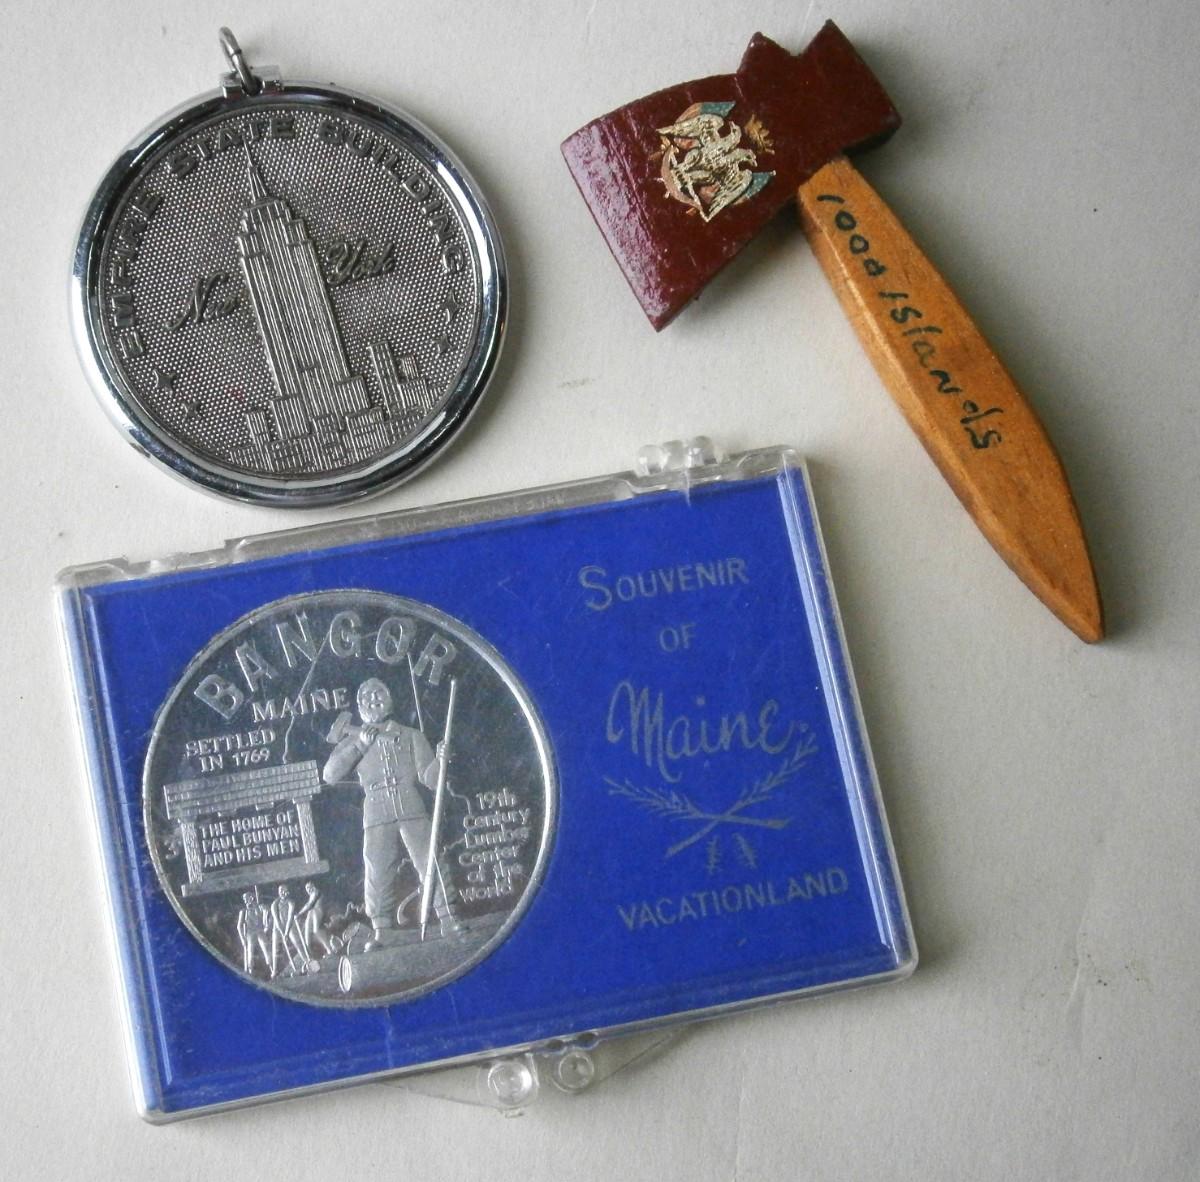 EMPIRE STATE BUILDING
New York
1000 Islands
BANGOR
MAINE
SETTLED
IN 1769
THE HOME OF
PAUL BUNYAN
AND HIS MEN
19th
Century
Lumber
Center
of the
World
SOUVENIR
OF
Maine
VACATIONLAND